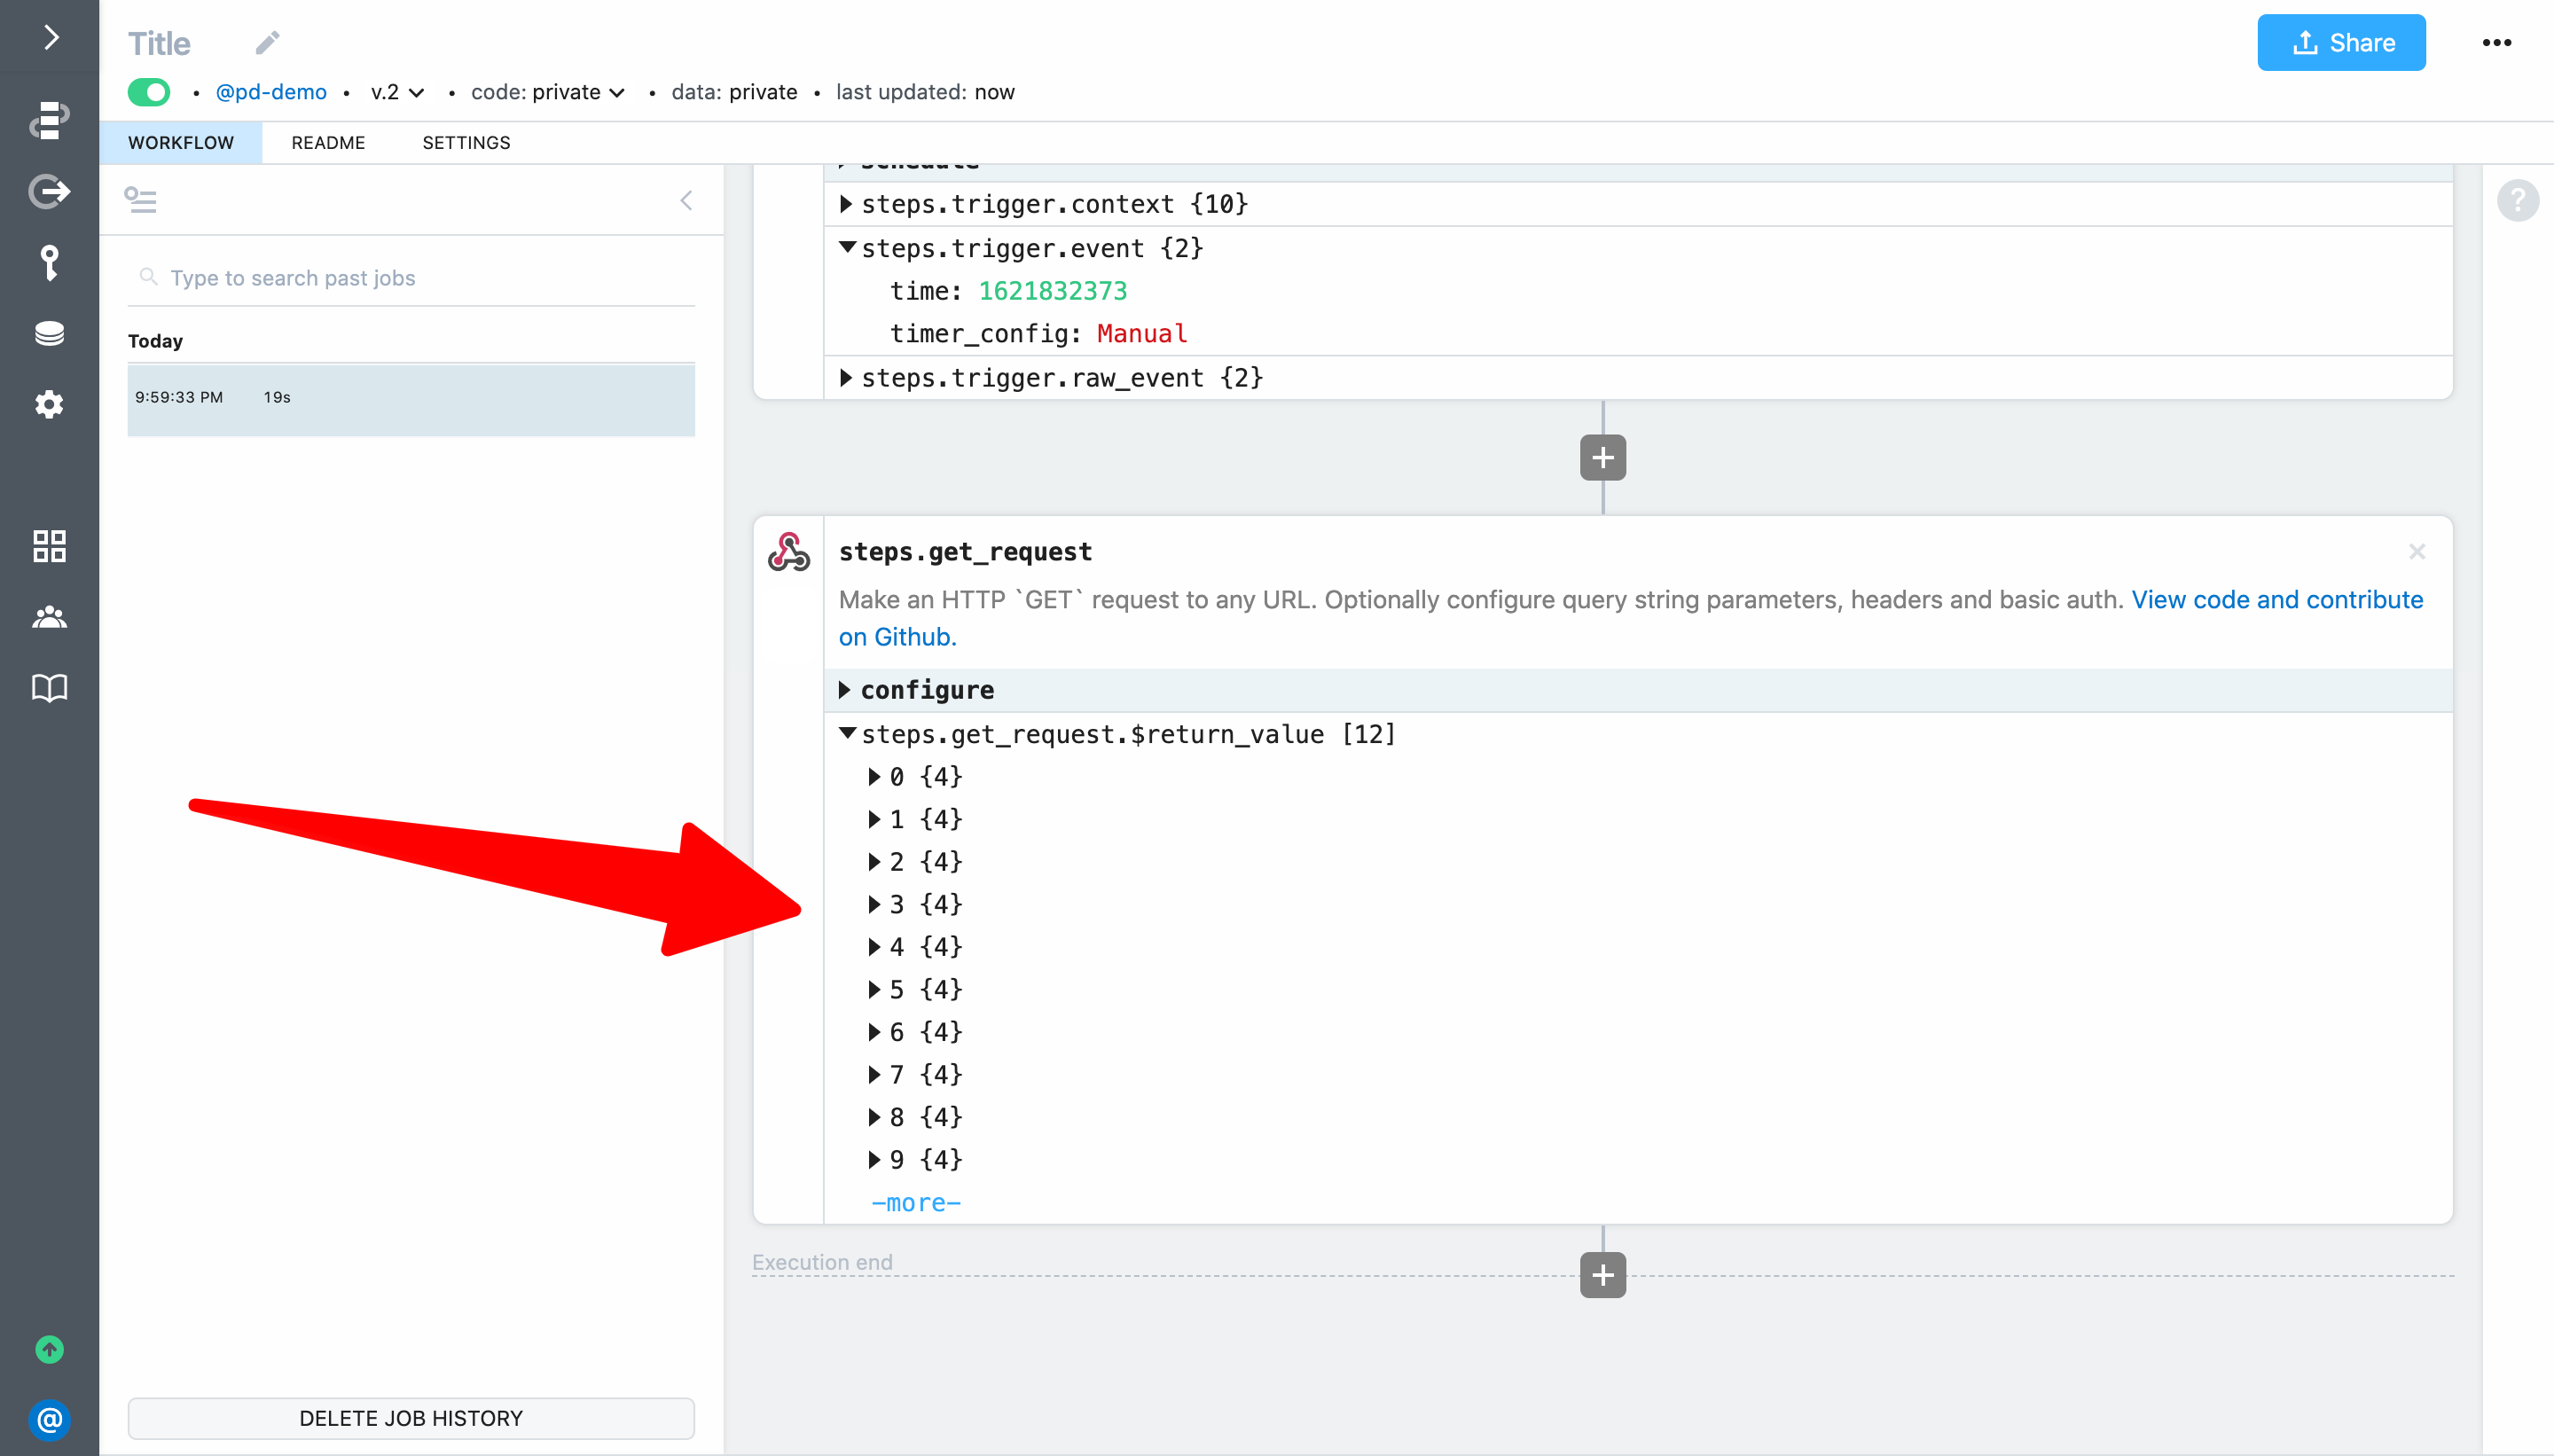 Title
Share
@pd-demo • v.2 • code: private • data: private • last updated: now
WORKFLOW README SETTINGS
Type to search past jobs
Today
9:59:33 PM 19s
DELETE JOB HISTORY
schedule
steps.trigger.context {10}
steps.trigger.event {2}
time: 1621832373
timer_config: Manual
steps.trigger.raw_event {2}
steps.get_request
Make an HTTP `GET` request to any URL. Optionally configure query string parameters, headers and basic auth. View code and contribute
on Github.
configure
steps.get_request.$return_value [12]
0 {4}
1 {4}
2 {4}
3 {4}
4 {4}
5 {4}
6 {4}
7 {4}
8 {4}
9 {4}
—more—
Execution end